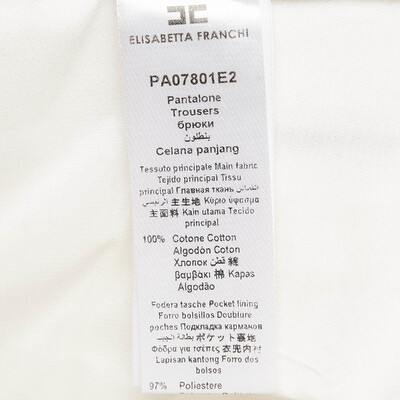 ELISABETTA FRANCHI
PA07801E2
Pantalone
Trousers
брюки
بنطلون
Celana panjang
Tessuto principale Main fabric
Tejido principal Tissu
principal Главная ткань القماش
الرئيسي 主生地 Κύριο ύφασμα
主面料 Kain utama Tecido
principal
100% Cotone Cotton
Algodón Coton
Хлопок قطن 綿
βαμβάκι 棉 Kapas
Algodão
Fodera tasche Pocket lining
Forro bolsillos Doublure
poches Подкладка карманов
بطانة الجيب ポケット裏地
Φόδρα για τσέπες 衣兜内衬
Lapisan kantong Forro dos
bolsos
97% Poliestere